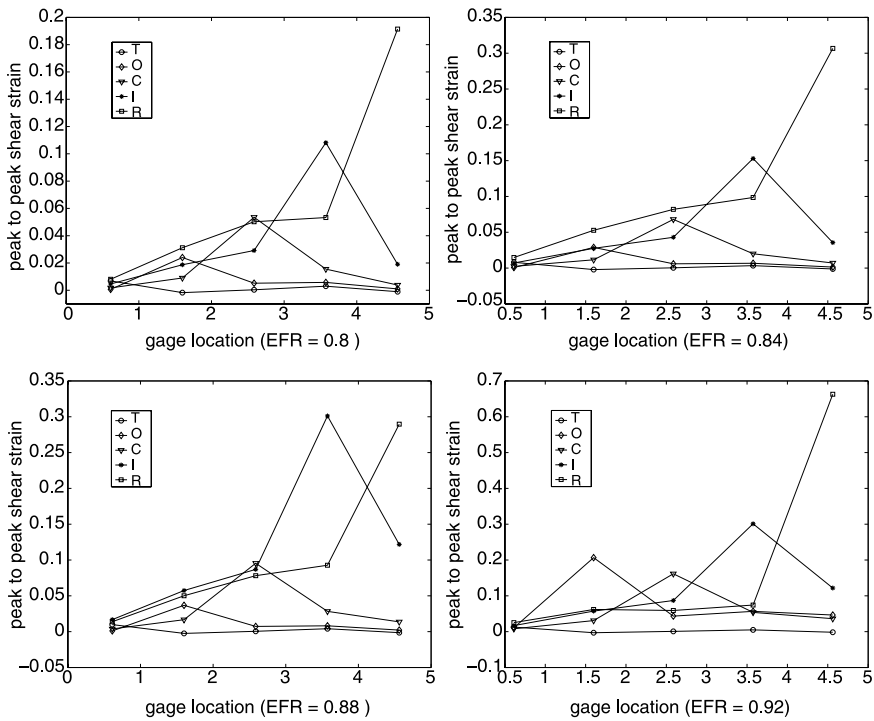 0.2
0.18
0.16
0.14
0.12
0.1
0.08
0.06
0.04
0.02
0
peak to peak shear strain
T
O
C
I
R
0 1 2 3 4 5
gage location (EFR = 0.8 )
0.35
0.3
0.25
0.2
0.15
0.1
0.05
0
−0.05
peak to peak shear strain
T
O
C
I
R
0.5 1 1.5 2 2.5 3 3.5 4 4.5 5
gage location (EFR = 0.84)
0.35
0.3
0.25
0.2
0.15
0.1
0.05
0
−0.05
peak to peak shear strain
T
O
C
I
R
0 1 2 3 4 5
gage location (EFR = 0.88 )
0.7
0.6
0.5
0.4
0.3
0.2
0.1
0
−0.1
peak to peak shear strain
T
O
C
I
R
0.5 1 1.5 2 2.5 3 3.5 4 4.5 5
gage location (EFR = 0.92)